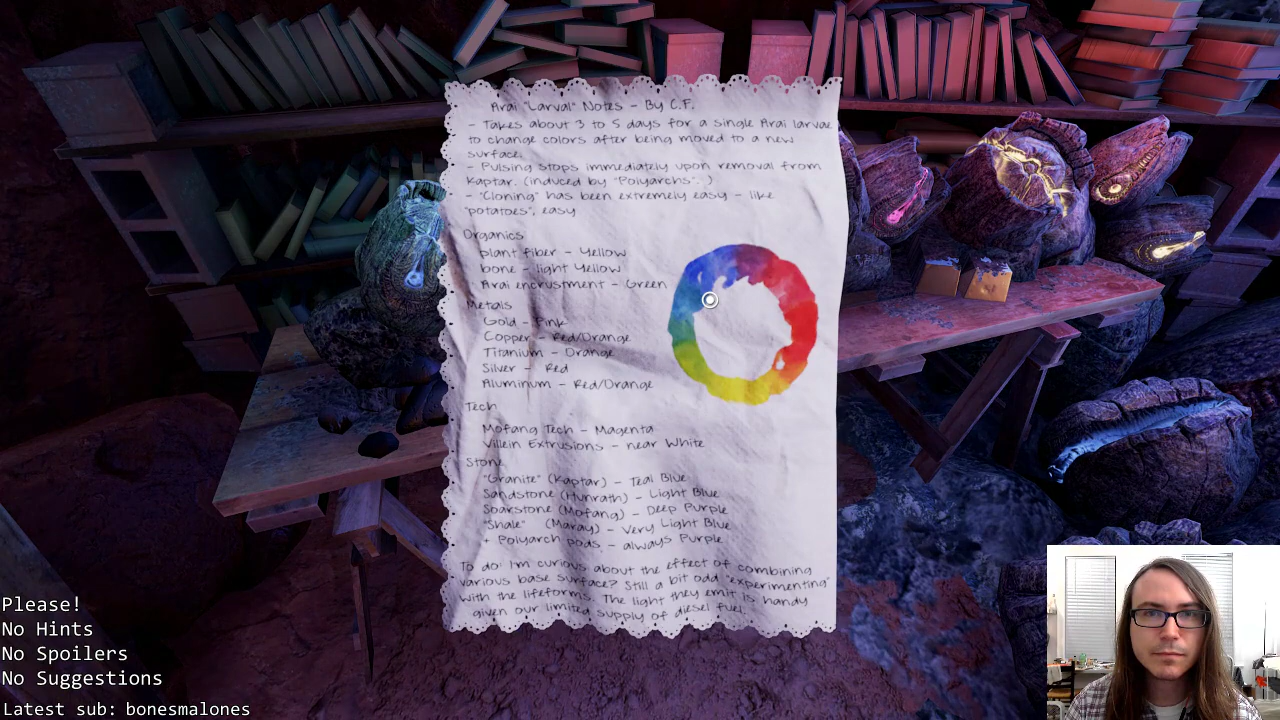 Arai "Larval" Notes - By C.F.
- Takes about 3 to 5 days for a single Arai larvae
to change colors after being moved to a new
surface.
- Pulsing stops immediately upon removal from
Kaptar. (induced by "Polyarchs". )
- "Cloning" has been extremely easy - like
"potatoes", easy
Organics
plant fiber - Yellow
bone - light Yellow
Arai encrustment - Green
Metals
Gold - Pink
Copper - Red/Orange
Titanium - Orange
Silver - Red
Aluminum - Red/Orange
Tech
Mofang Tech - Magenta
Villein Extrusions - near White
Stone
"Granite" (Kaptar) - Teal Blue
Sandstone (Hunrath) - Light Blue
Soapstone (Mofang) - Deep Purple
"Shale" (Maray) - Very Light Blue
+ Polyarch pods - always Purple
am curious about the effect of combining
various base surface? Still a bit odd "experimenting"
with the lifeforms. The light they emit is handy
given our limited supply of diesel fuel.
Please!
No Hints
No Spoilers
No Suggestions
Latest sub: bonesmalones